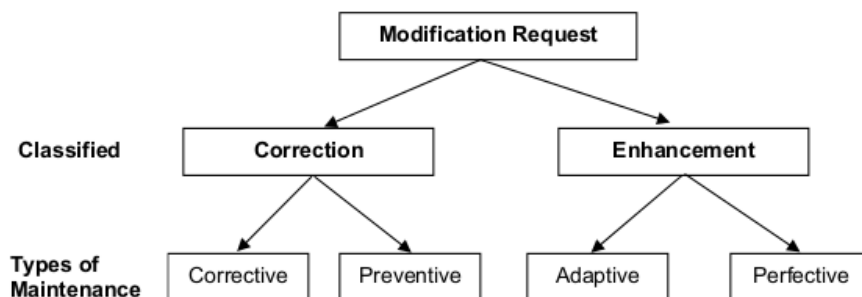 Modification Request
Classified
Correction
Enhancement
Types of
Maintenance
Corrective
Preventive
Adaptive
Perfective